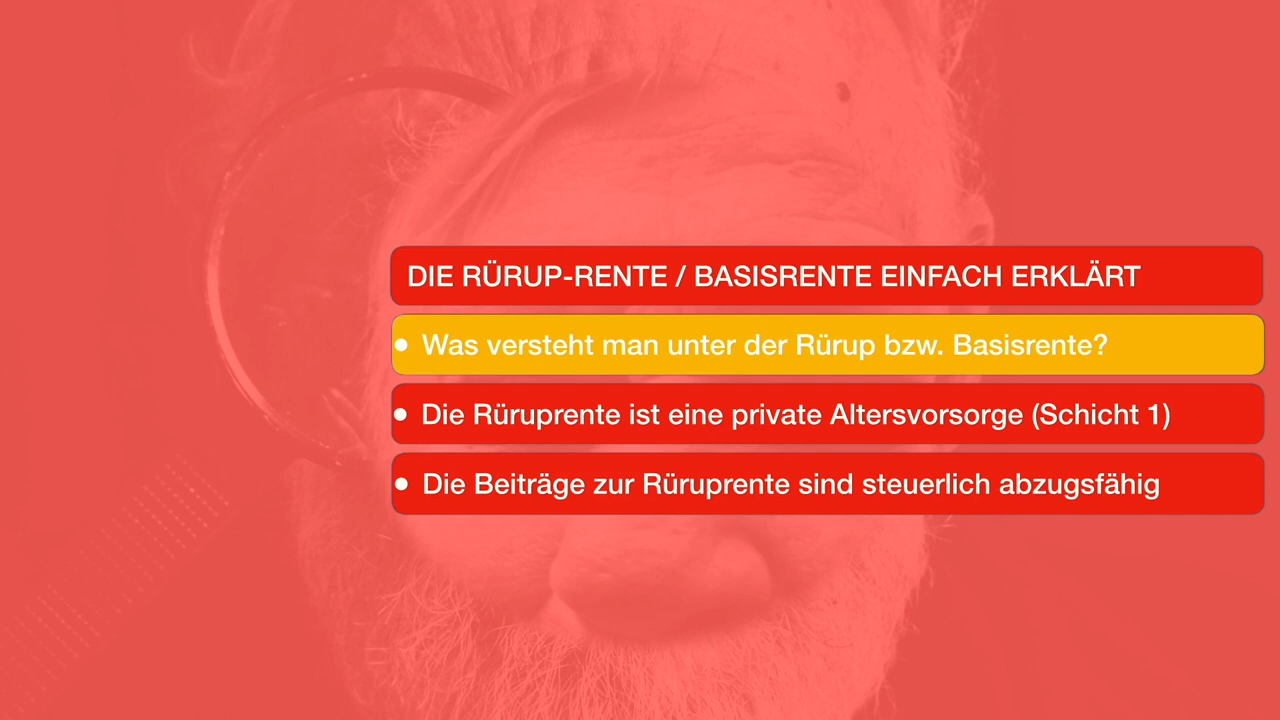 DIE RÜRUP-RENTE / BASISRENTE EINFACH ERKLÄRT
• Was versteht man unter der Rürup bzw. Basisrente?
• Die Rüruprente ist eine private Altersvorsorge (Schicht 1)
• Die Beiträge zur Rüruprente sind steuerlich abzugsfähig